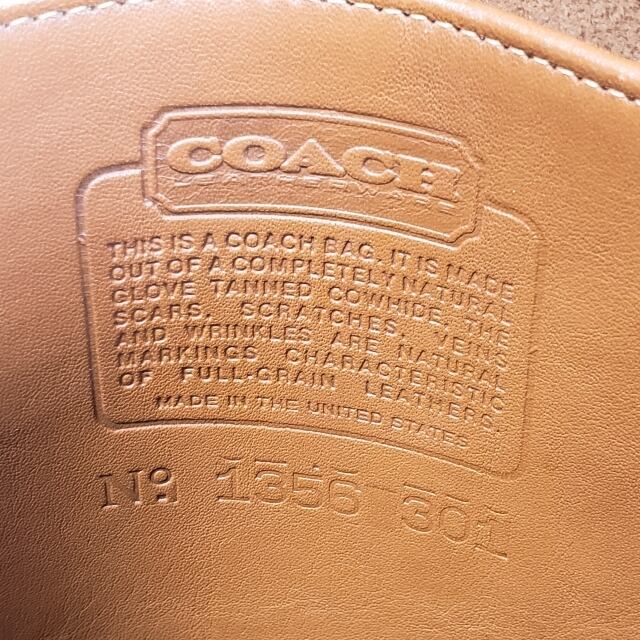 COACH
LEATHERWARE
THIS IS A COACH BAG. IT IS MADE
OUT OF A COMPLETELY NATURAL
GLOVE TANNED COWHIDE. THE
SCARS, SCRATCHES, VEINS
AND WRINKLES ARE NATURAL
MARKINGS CHARACTERISTIC
OF FULL-GRAIN LEATHERS.
MADE IN THE UNITED STATES
No: 1356-301